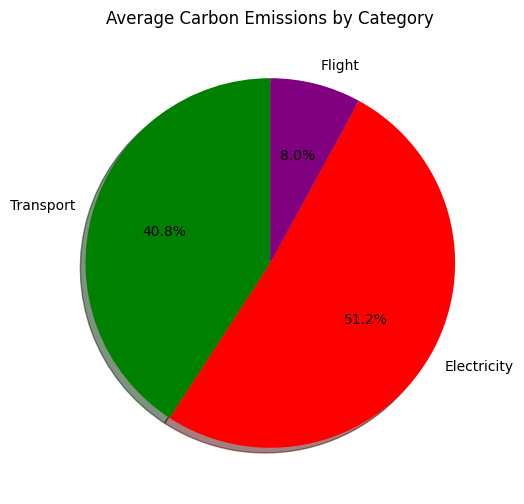 Average Carbon Emissions by Category
Flight
8.0%
Transport
40.8%
51.2%
Electricity